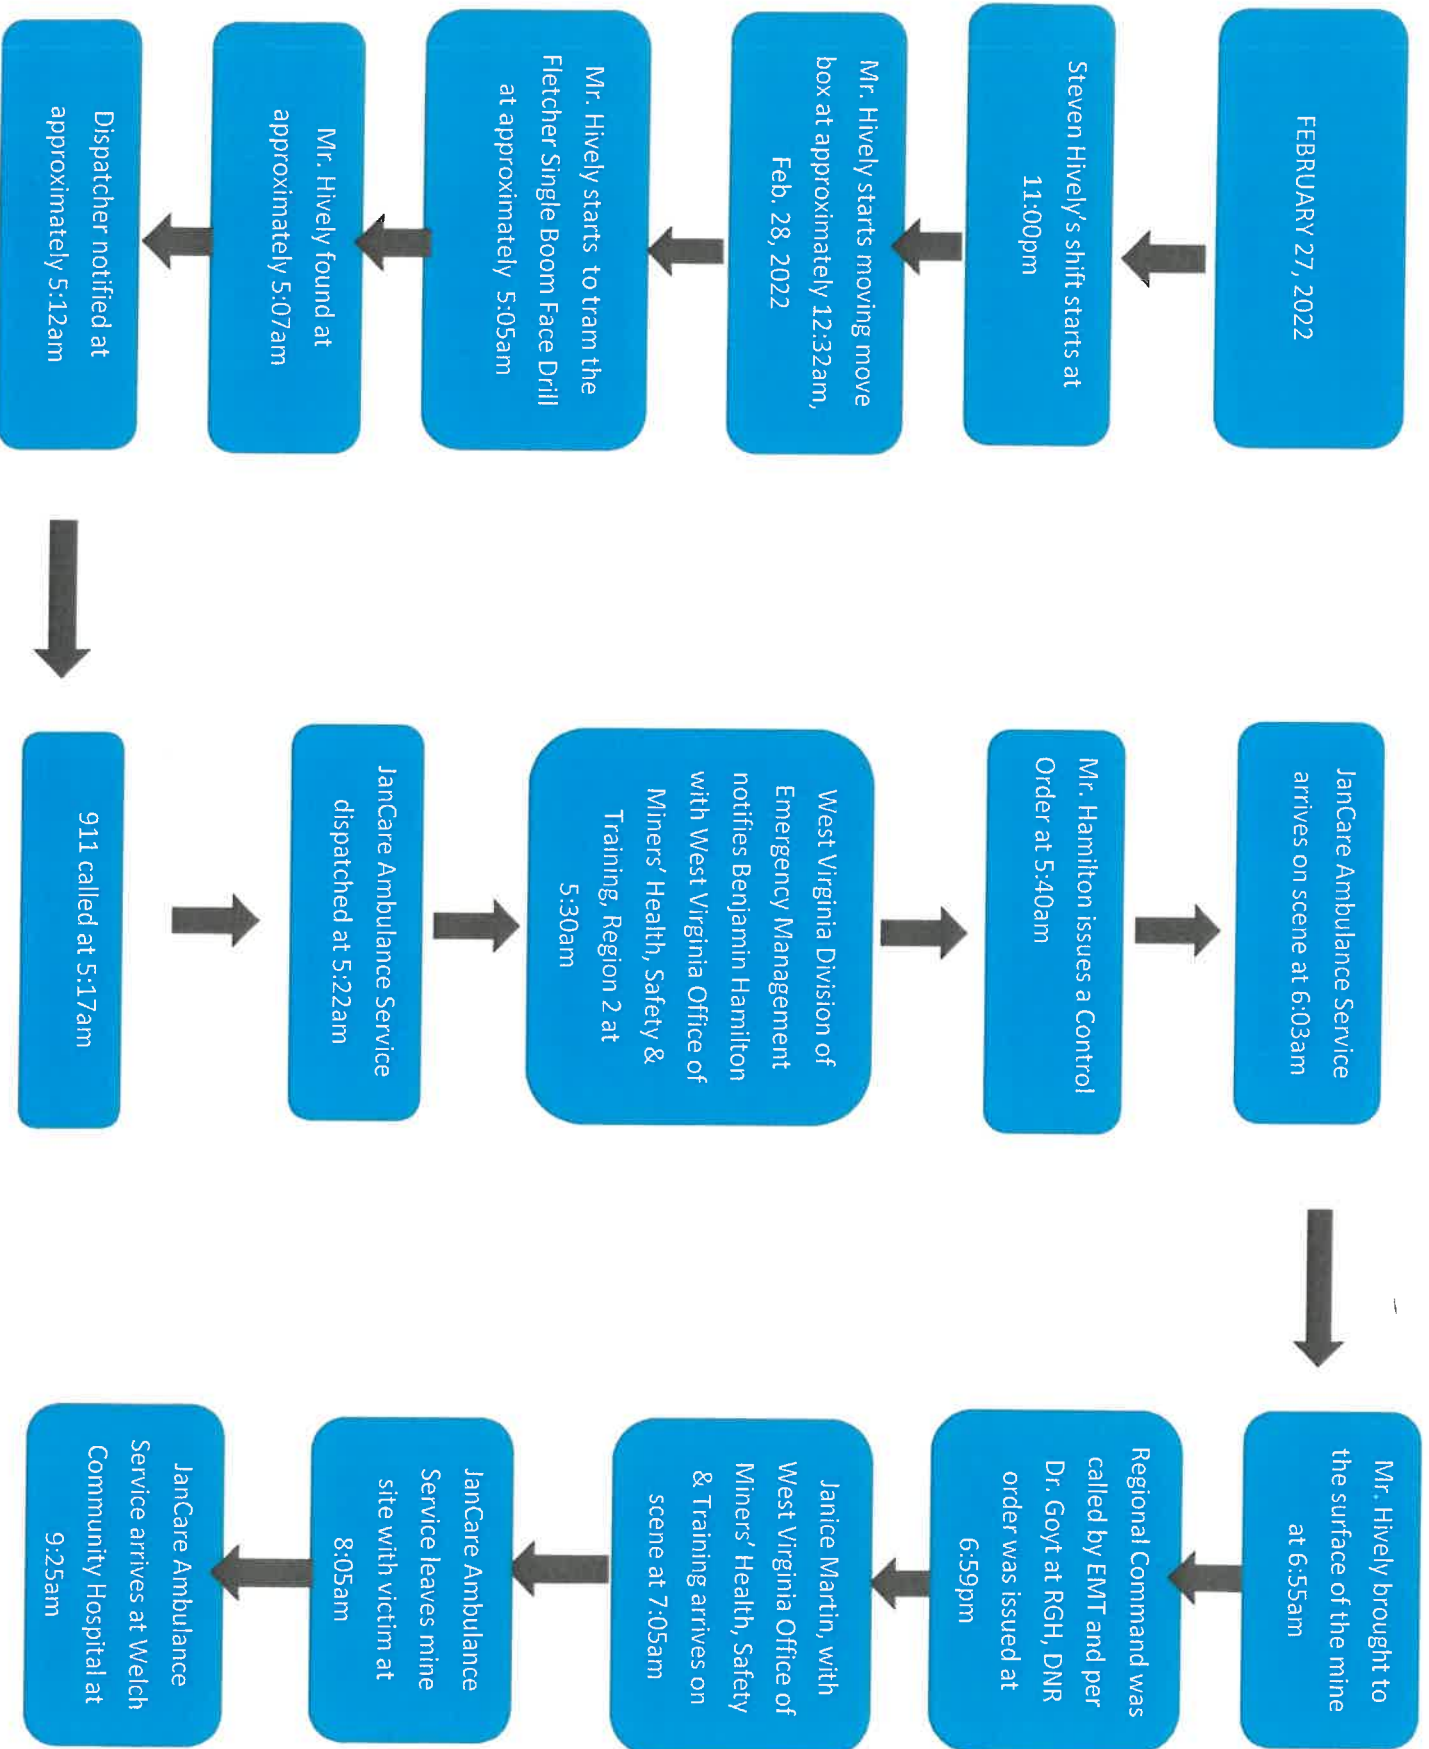 FEBRUARY 27, 2022
Steven Hively's shift starts at
11:00pm
Mr. Hively starts moving move
box at approximately 12:32am,
Feb. 28, 2022
Mr. Hively starts to tram the
Fletcher Single Boom Face Drill
at approximately 5:05am
Mr. Hively found at
approximately 5:07am
Dispatcher notified at
approximately 5:12am
911 called at 5:17am
JanCare Ambulance Service
dispatched at 5:22am
West Virginia Division of
Emergency Management
notifies Benjamin Hamilton
with West Virginia Office of
Miners' Health, Safety &
Training, Region 2 at
5:30am
Mr. Hamilton issues a Control
Order at 5:40am
JanCare Ambulance Service
arrives on scene at 6:03am
Mr. Hively brought to
the surface of the mine
at 6:55am
Regional Command was
called by EMT and per
Dr. Goyt at RGH, DNR
order was issued at
6:59pm
Janice Martin, with
West Virginia Office of
Miners' Health, Safety
& Training arrives on
scene at 7:05am
JanCare Ambulance
Service leaves mine
site with victim at
8:05am
JanCare Ambulance
Service arrives at Welch
Community Hospital at
9:25am